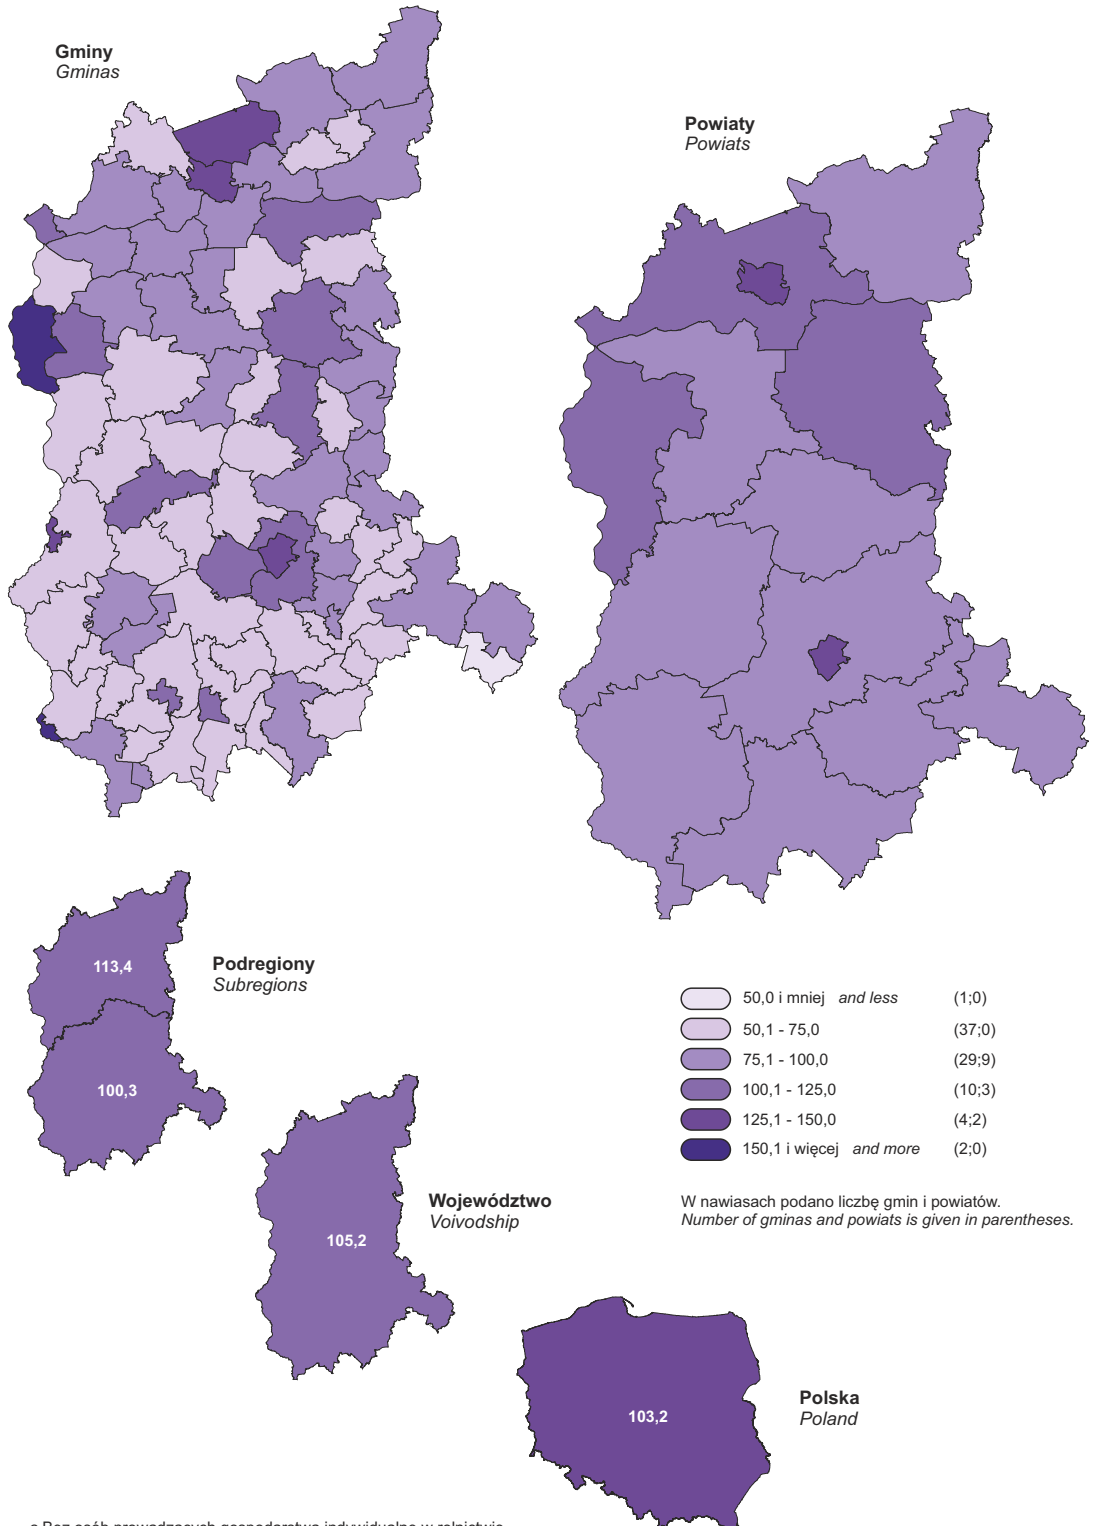 Gminy
Gminas
Powiaty
Powiats
Podregiony
Subregions
113,4
100,3
50,0 i mniej and less (1;0)
50,1 - 75,0 (37;0)
75,1 - 100,0 (29;9)
100,1 - 125,0 (10;3)
125,1 - 150,0 (4;2)
150,1 i więcej and more (2;0)
W nawiasach podano liczbę gmin i powiatów.
Number of gminas and powiats is given in parentheses.
Województwo
Voivodship
105,2
Polska
Poland
103,2